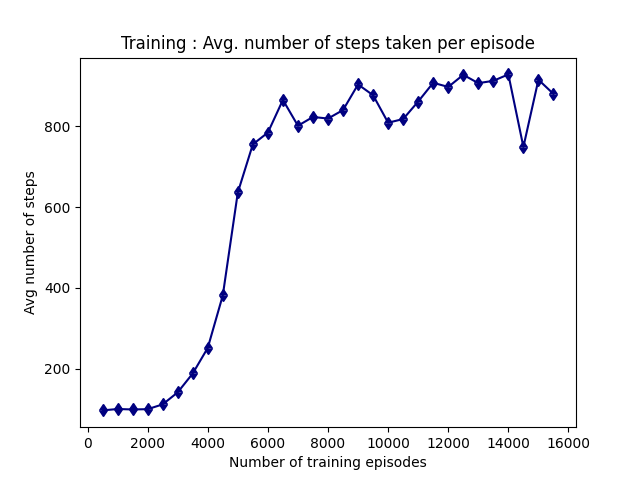 Training : Avg. number of steps taken per episode
800
600
400
200
Avg number of steps
0 2000 4000 6000 8000 10000 12000 14000 16000
Number of training episodes